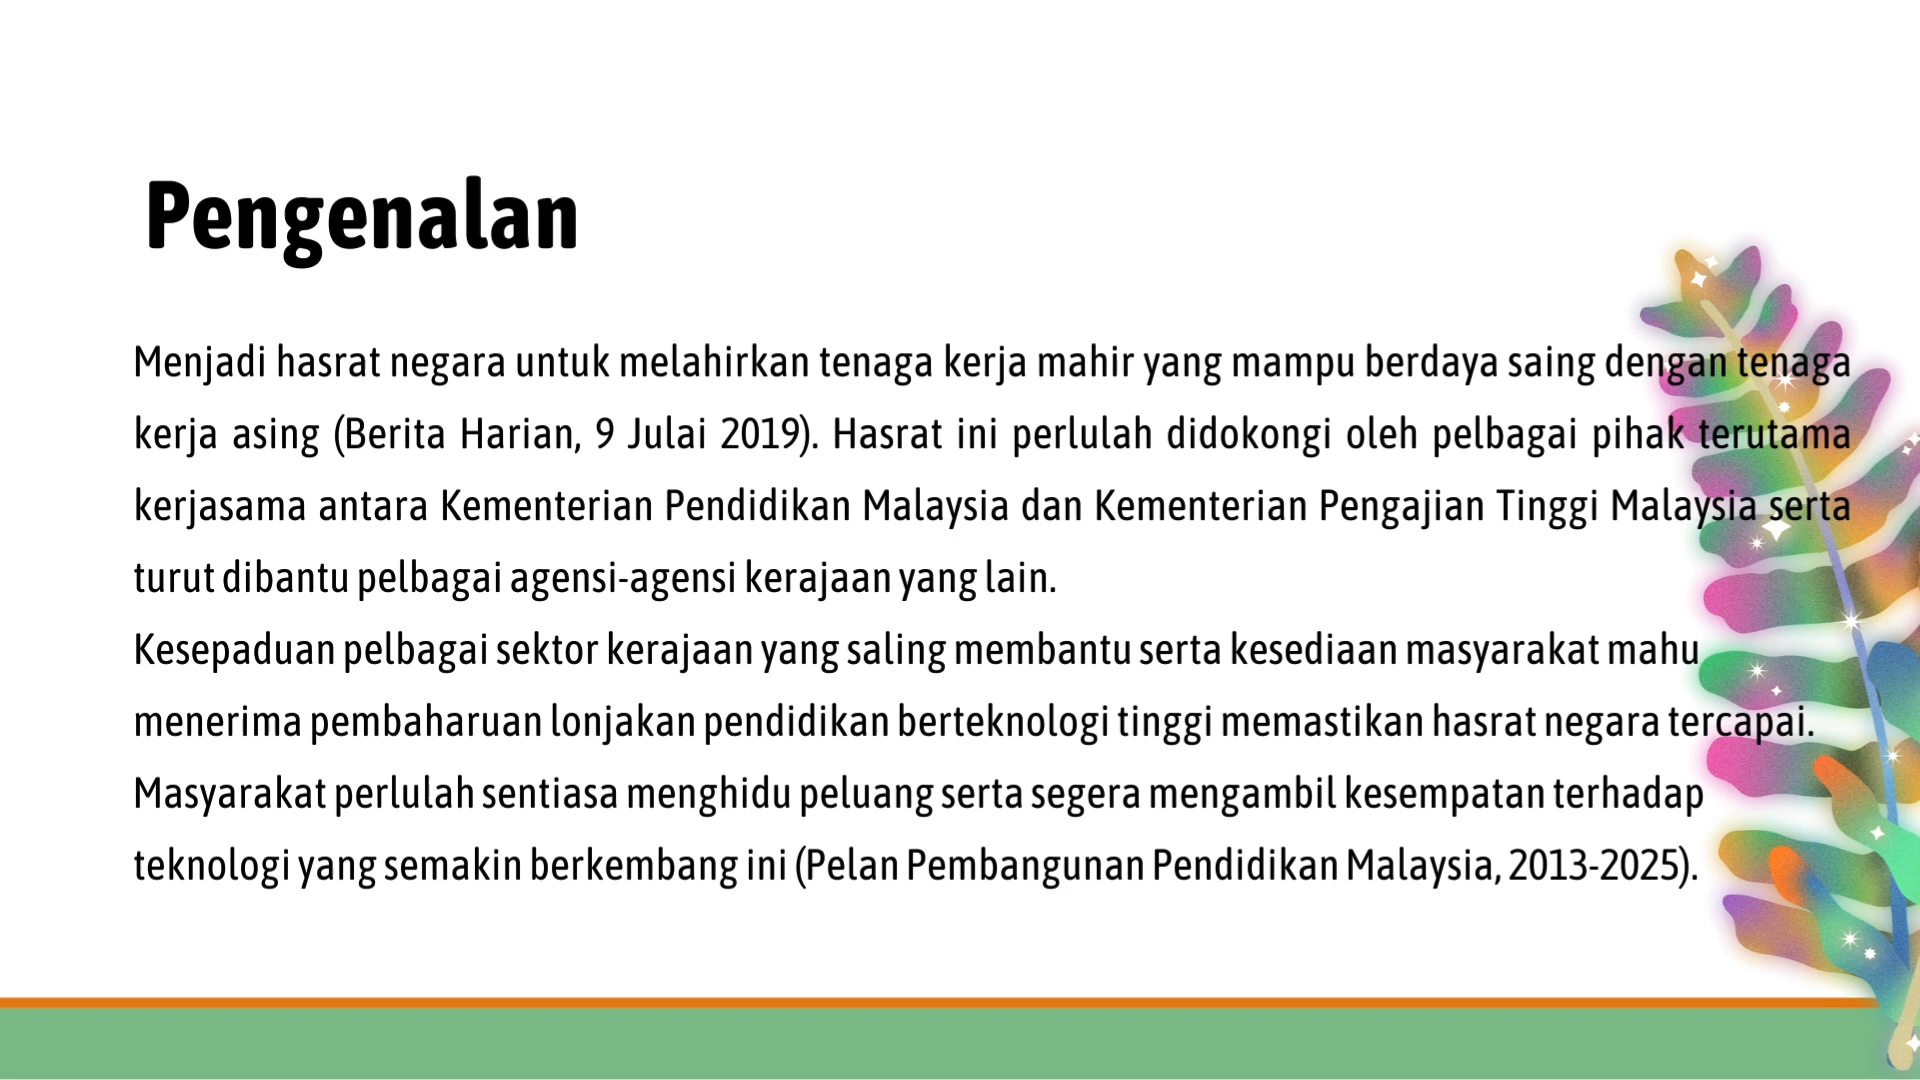 Pengenalan
Menjadi hasrat negara untuk melahirkan tenaga kerja mahir yang mampu berdaya saing dengan tenaga
kerja asing (Berita Harian, 9 Julai 2019). Hasrat ini perlulah didokongi oleh pelbagai pihak terutama
kerjasama antara Kementerian Pendidikan Malaysia dan Kementerian Pengajian Tinggi Malaysia serta
turut dibantu pelbagai agensi-agensi kerajaan yang lain.
Kesepaduan pelbagai sektor kerajaan yang saling membantu serta kesediaan masyarakat mahu
menerima pembaharuan lonjakan pendidikan berteknologi tinggi memastikan hasrat negara tercapai.
Masyarakat perlulah sentiasa menghidu peluang serta segera mengambil kesempatan terhadap
teknologi yang semakin berkembang ini (Pelan Pembangunan Pendidikan Malaysia, 2013-2025).